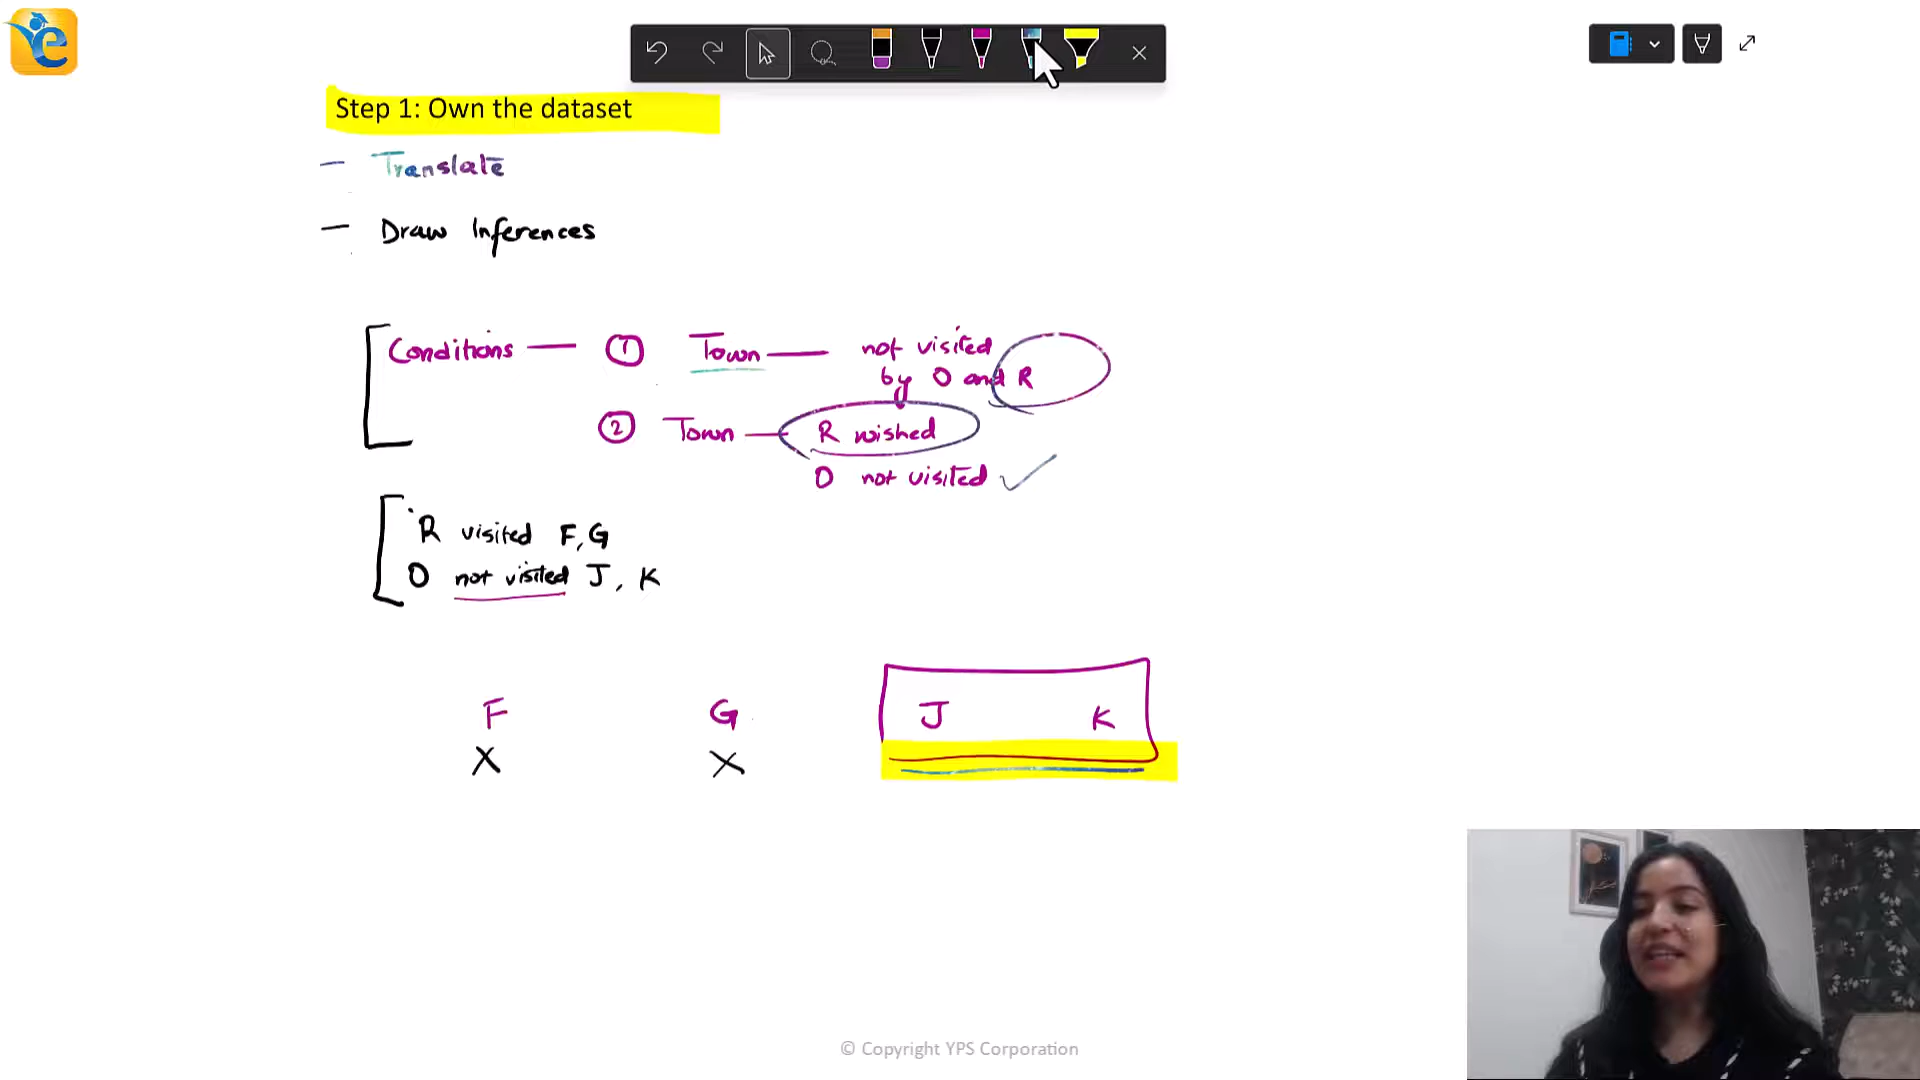 Step 1: Own the dataset
— Translate
— Draw Inferences
Conditions — ① Town — not visited
by O and R
② Town — R wished
O not visited ✓
R visited F, G
O not visited J, K
F G J K
X X
© Copyright YPS Corporation